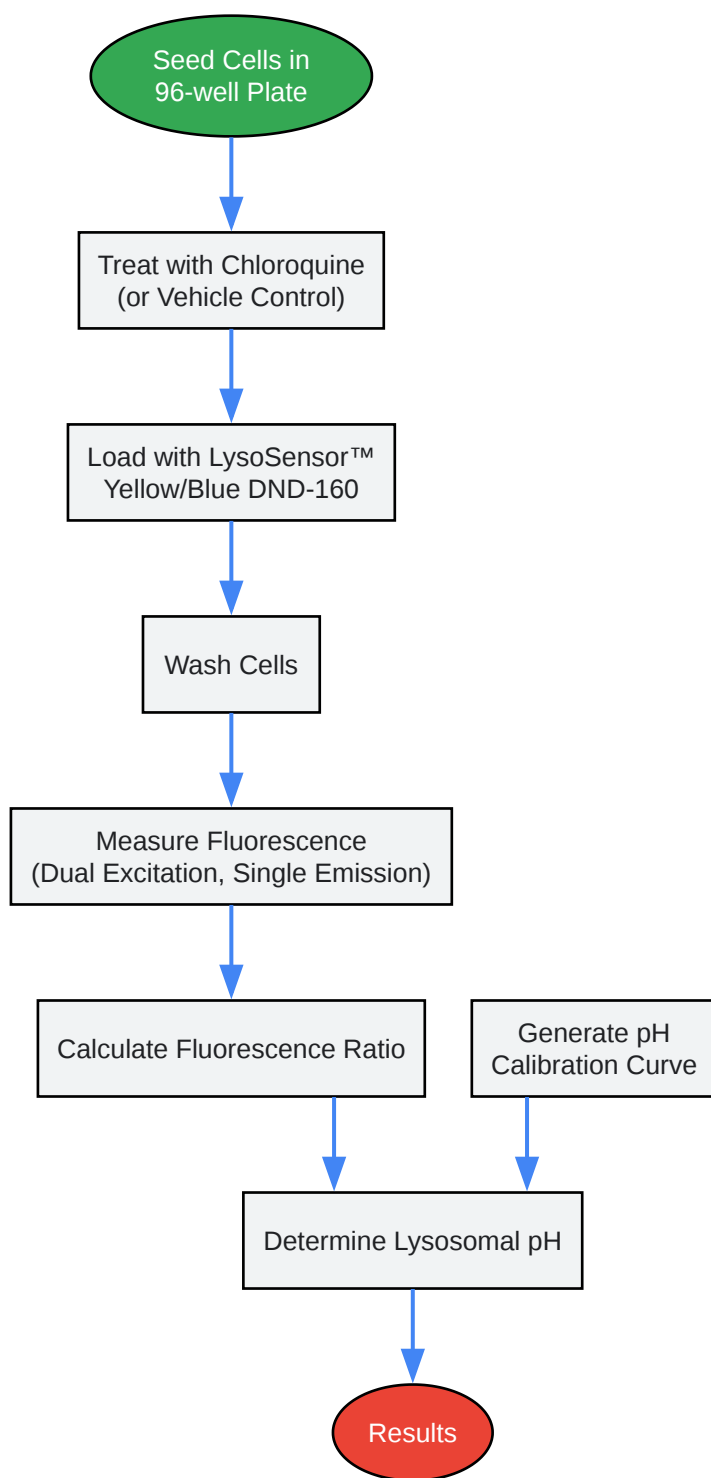 Seed Cells in
96-well Plate
Treat with Chloroquine
(or Vehicle Control)
Load with LysoSensor™
Yellow/Blue DND-160
Wash Cells
Measure Fluorescence
(Dual Excitation, Single Emission)
Calculate Fluorescence Ratio
Generate pH
Calibration Curve
Determine Lysosomal pH
Results